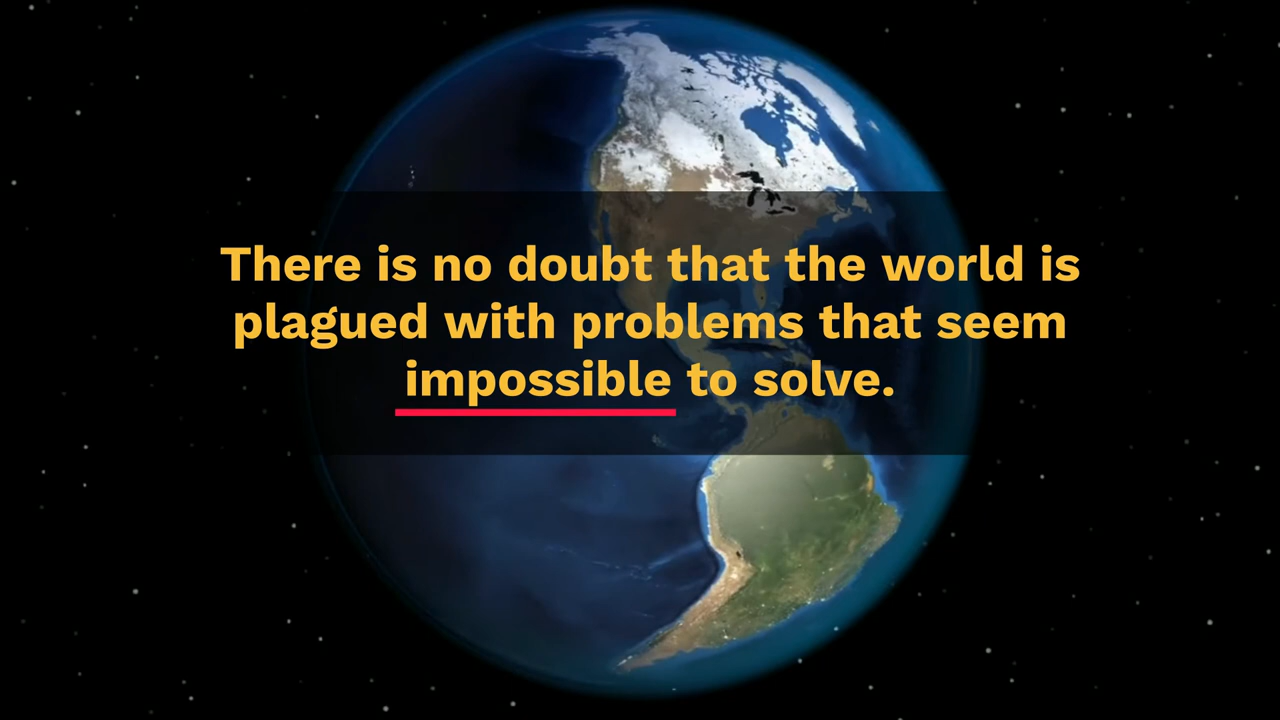 There is no doubt that the world is
plagued with problems that seem
impossible to solve.